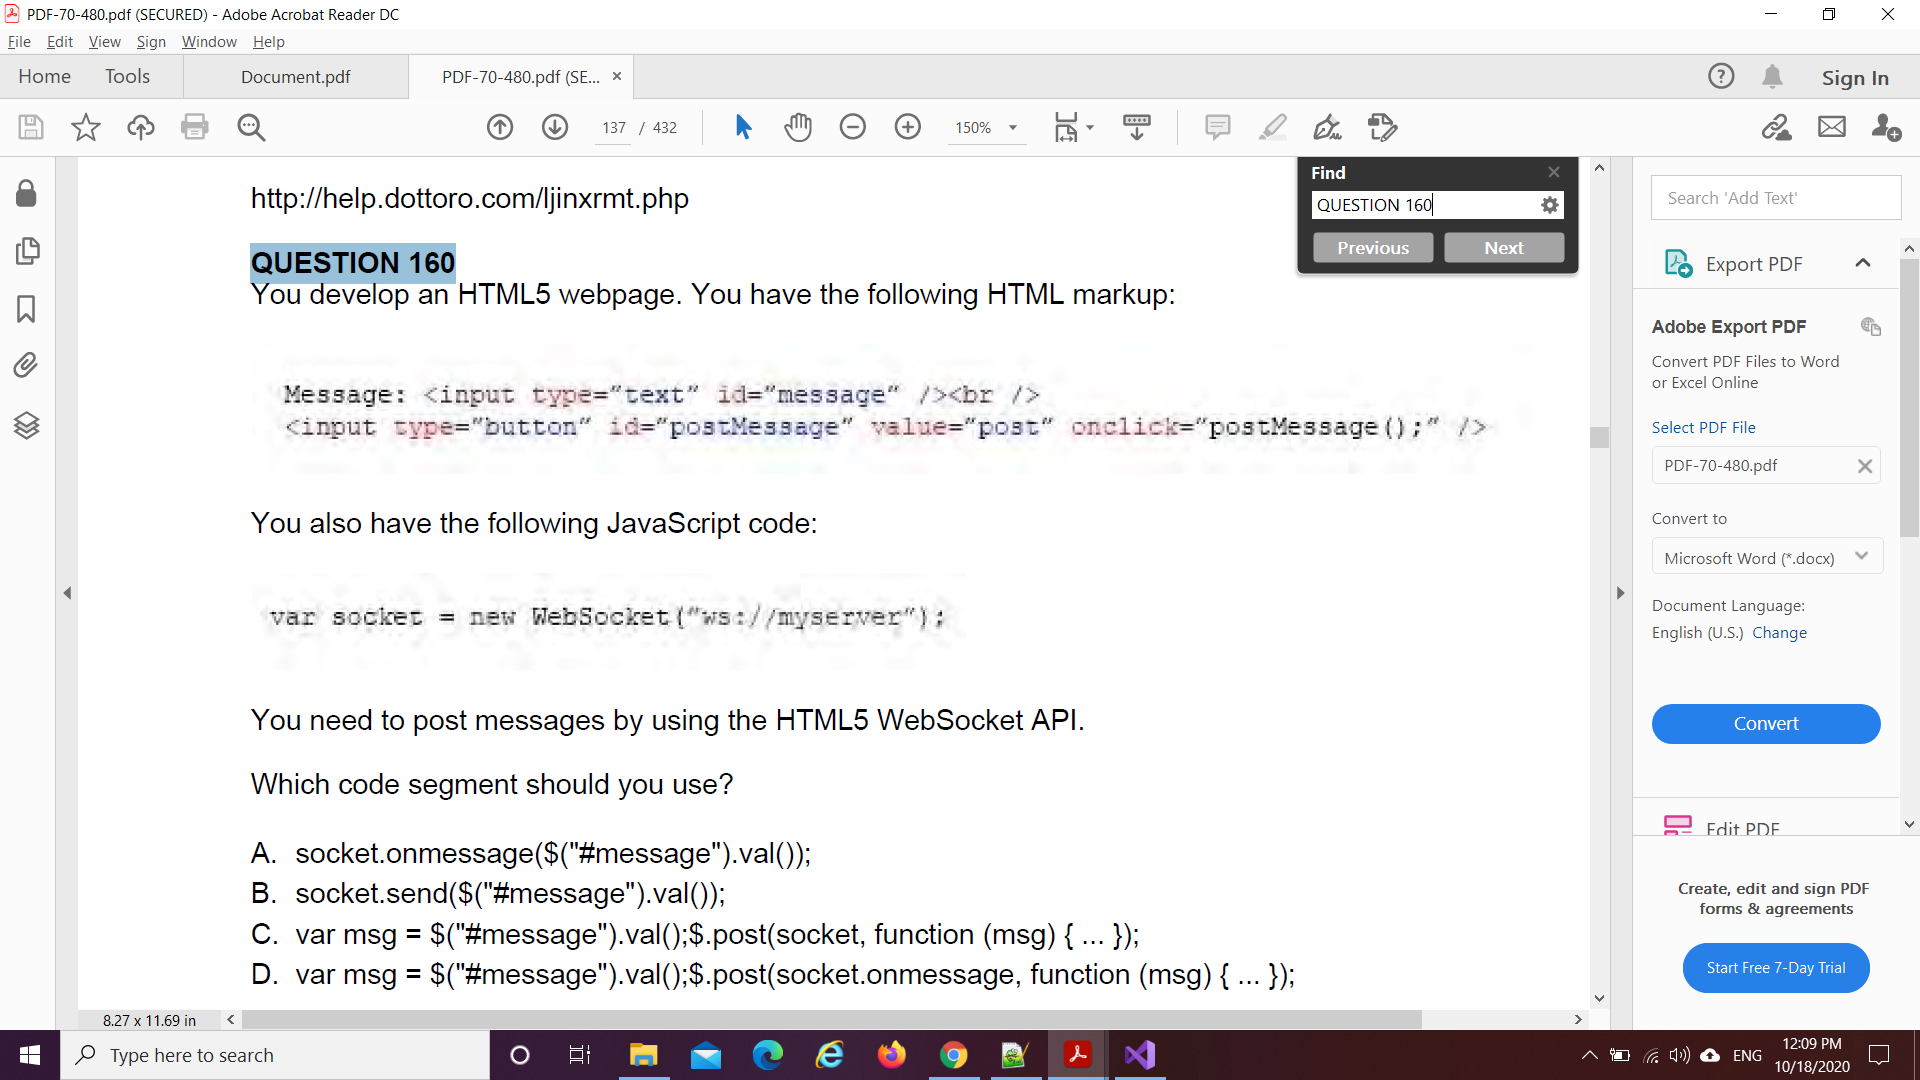 PDF-70-480.pdf (SECURED) - Adobe Acrobat Reader DC
File Edit View Sign Window Help
Home Tools Document.pdf PDF-70-480.pdf (SE... × Sign In
137 / 432 150%
http://help.dottoro.com/ljinxrmt.php
QUESTION 160
You develop an HTML5 webpage. You have the following HTML markup:
Message: <input type="text" id="message" /><br />
<input type="button" id="postMessage" value="post" onclick="postMessage();" />
You also have the following JavaScript code:
var socket = new WebSocket("ws://myserver");
You need to post messages by using the HTML5 WebSocket API.
Which code segment should you use?
A. socket.onmessage($("#message").val());
B. socket.send($("#message").val());
C. var msg = $("#message").val();$.post(socket, function (msg) { ... });
D. var msg = $("#message").val();$.post(socket.onmessage, function (msg) { ... });
8.27 x 11.69 in
Find
QUESTION 160
Previous Next
Search 'Add Text'
Export PDF
Adobe Export PDF
Convert PDF Files to Word
or Excel Online
Select PDF File
PDF-70-480.pdf
Convert to
Microsoft Word (*.docx)
Document Language:
English (U.S.) Change
Convert
Edit PDF
Create, edit and sign PDF
forms & agreements
Start Free 7-Day Trial
Type here to search
ENG
12:09 PM
10/18/2020